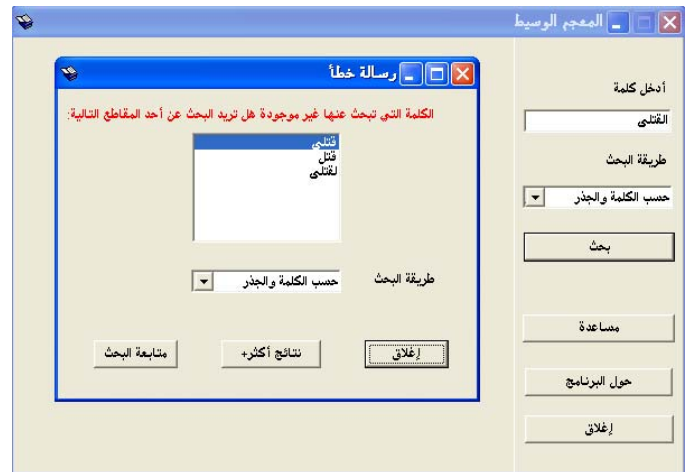 المعجم الوسيط
أدخل كلمة
القتلى
طريقة البحث
حسب الكلمة والجذر
بحث
مساعدة
حول البرنامج
إغلاق
رسالة خطأ
الكلمة التي تبحث عنها غير موجودة هل تريد البحث عن أحد المقاطع التالية:
قتلى
قتل
لقتلى
طريقة البحث
حسب الكلمة والجذر
إغلاق
نتائج أكثر+
متابعة البحث